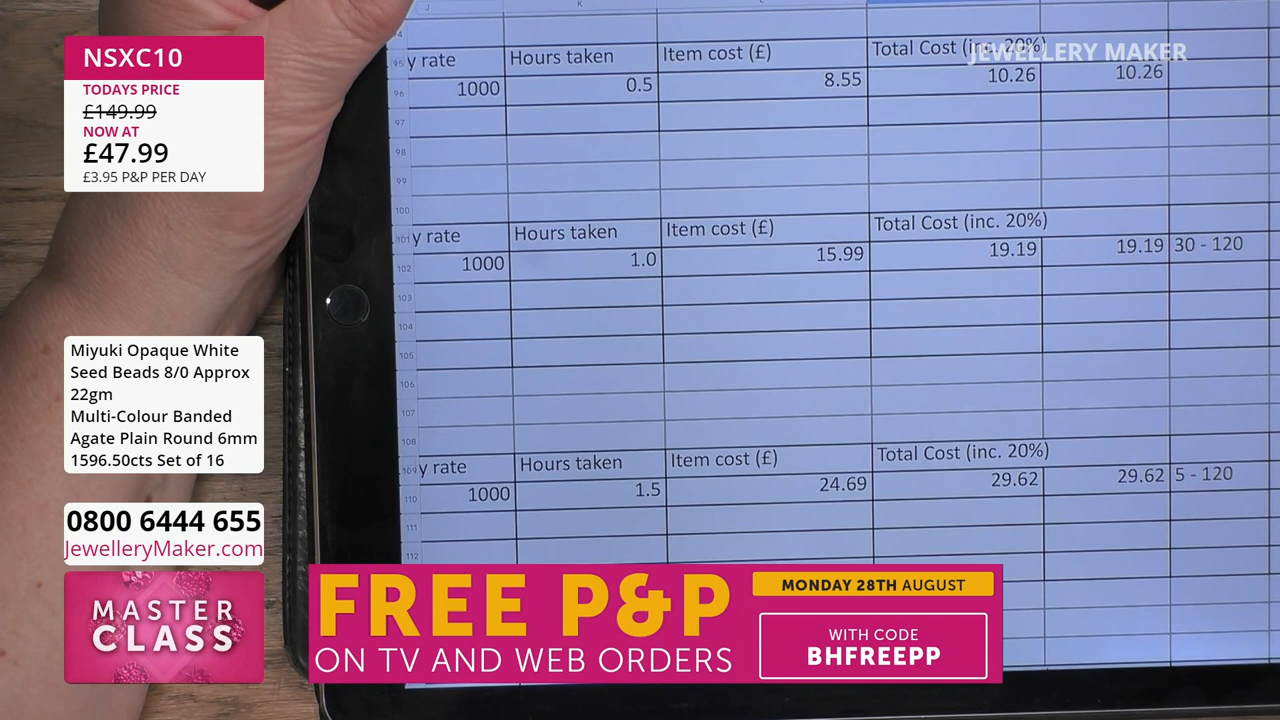 NSXC10
TODAYS PRICE
£149.99
NOW AT
£47.99
£3.95 P&P PER DAY
Miyuki Opaque White
Seed Beads 8/0 Approx
22gm
Multi-Colour Banded
Agate Plain Round 6mm
1596.50cts Set of 16
0800 6444 655
JewelleryMaker.com
MASTER
CLASS
JEWELLERY MAKER
J K
95 y rate Hours taken Item cost (£) Total Cost (inc. 20%)
96 1000 0.5 8.55 10.26 10.26
97
98
99
100
101 y rate Hours taken Item cost (£) Total Cost (inc. 20%)
102 1000 1.0 15.99 19.19 19.19 30 - 120
103
104
105
106
107
108
109 y rate Hours taken Item cost (£) Total Cost (inc. 20%)
110 1000 1.5 24.69 29.62 29.62 5 - 120
111
112
FREE P&P
ON TV AND WEB ORDERS
MONDAY 28TH AUGUST
WITH CODE
BHFREEPP